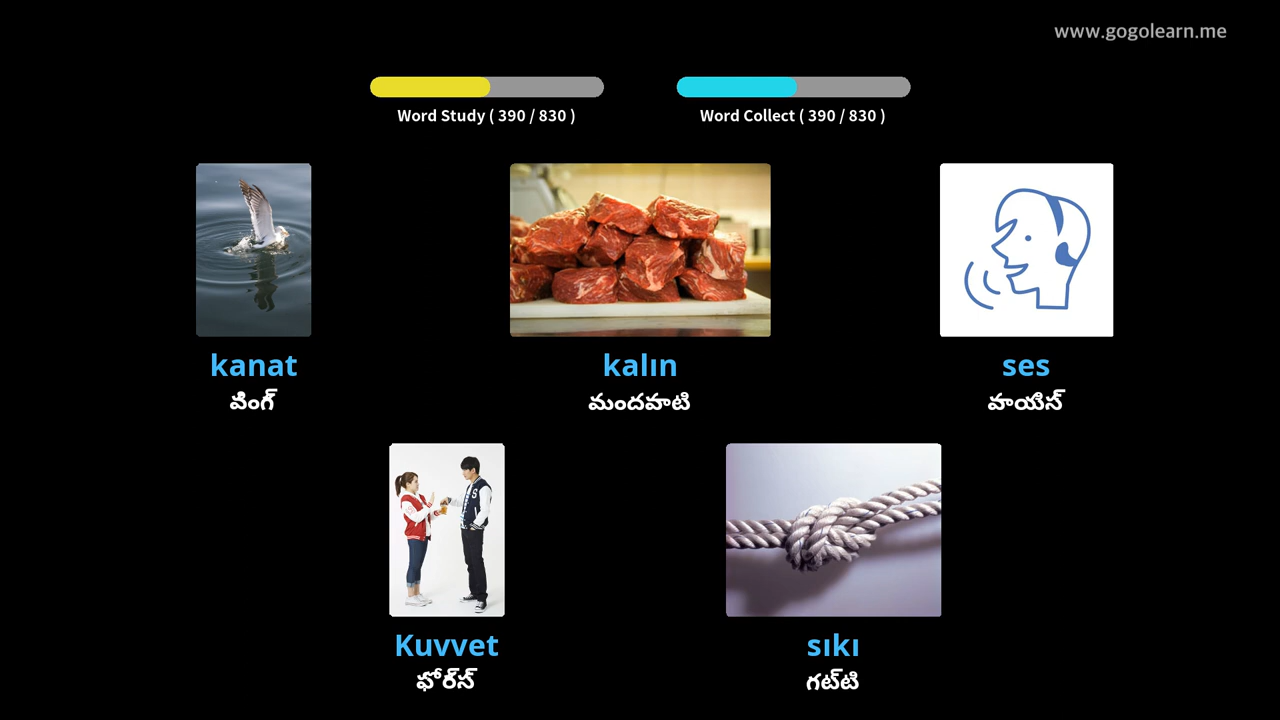 www.gogolearn.me
Word Study ( 390 / 830 )
Word Collect ( 390 / 830 )
kanat
వింగ్
kalın
మందపాటి
ses
వాయిస్
Kuvvet
ఫోర్స్
sıkı
గట్టి